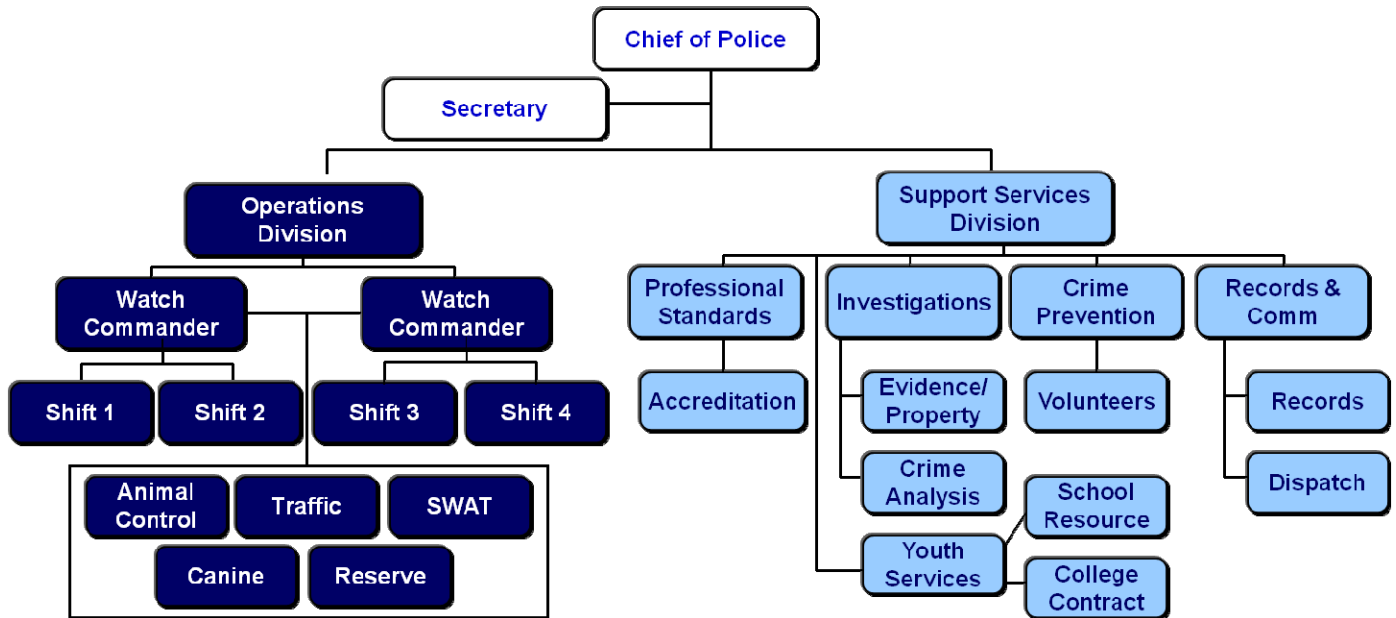 Chief of Police
Secretary
Operations
Division
Support Services
Division
Watch
Commander
Watch
Commander
Professional
Standards
Investigations
Crime
Prevention
Records &
Comm
Shift 1
Shift 2
Shift 3
Shift 4
Accreditation
Evidence/
Property
Volunteers
Records
Animal
Control
Traffic
SWAT
Crime
Analysis
School
Resource
Dispatch
Canine
Reserve
Youth
Services
College
Contract